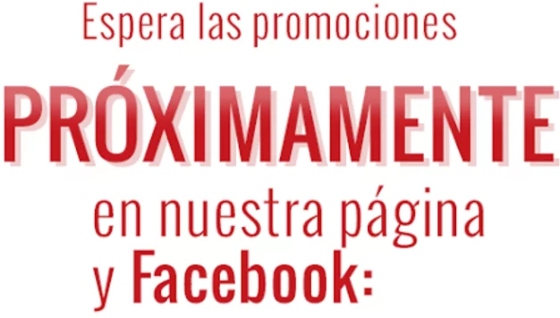 Espera las promociones
PRÓXIMAMENTE
en nuestra página
y Facebook: